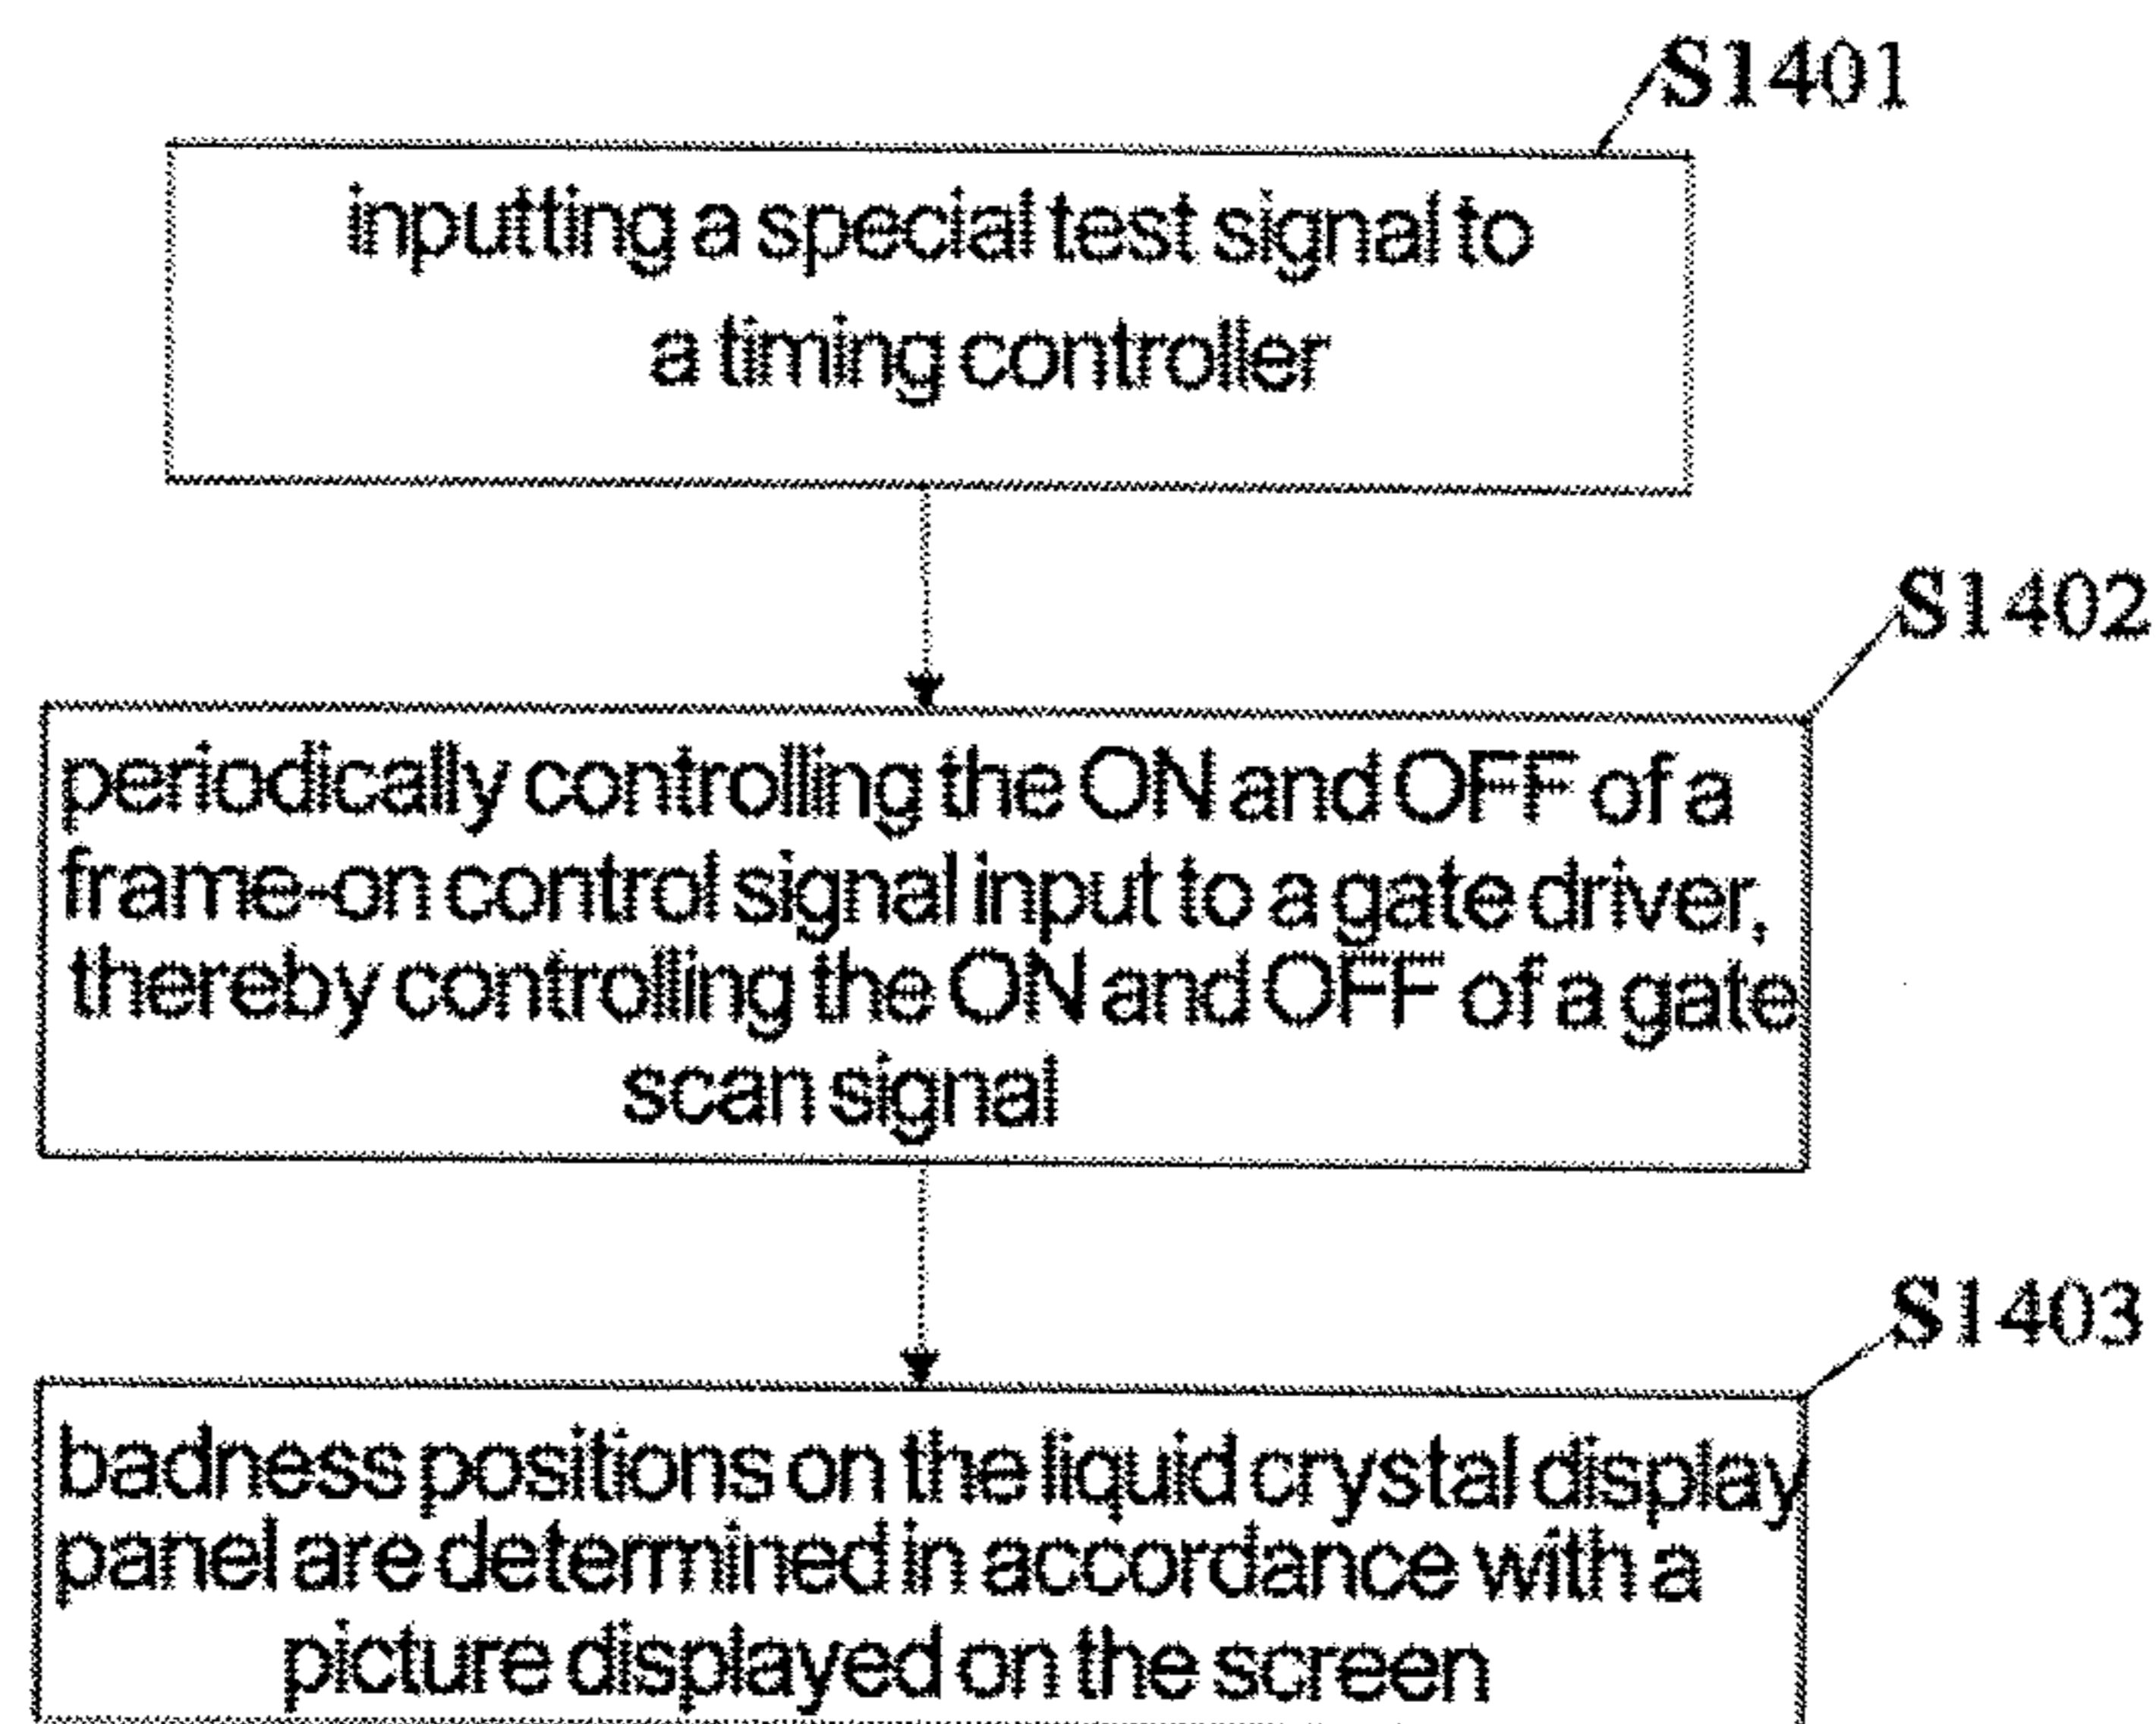 S1401
inputting a special test signal to
a timing controller
S1402
periodically controlling the ON and OFF of a
frame-on control signal input to a gate driver,
thereby controlling the ON and OFF of a gate
scan signal
S1403
badness positions on the liquid crystal display
panel are determined in accordance with a
picture displayed on the screen